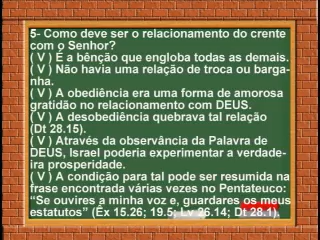 5- Como deve ser o relacionamento do crente
com o Senhor?
( V ) É a bênção que engloba todas as demais.
( V ) Não havia uma relação de troca ou barga-
nha.
( V ) A obediência era uma forma de amorosa
gratidão no relacionamento com DEUS.
( V ) A desobediência quebrava tal relação
(Dt 28.15).
( V ) Através da observância da Palavra de
DEUS, Israel poderia experimentar a verdade-
ira prosperidade.
( V ) A condição para tal pode ser resumida na
frase encontrada várias vezes no Pentateuco:
“Se ouvires a minha voz e, guardares os meus
estatutos” (Êx 15.26; 19.5; Lv 26.14; Dt 28.1).